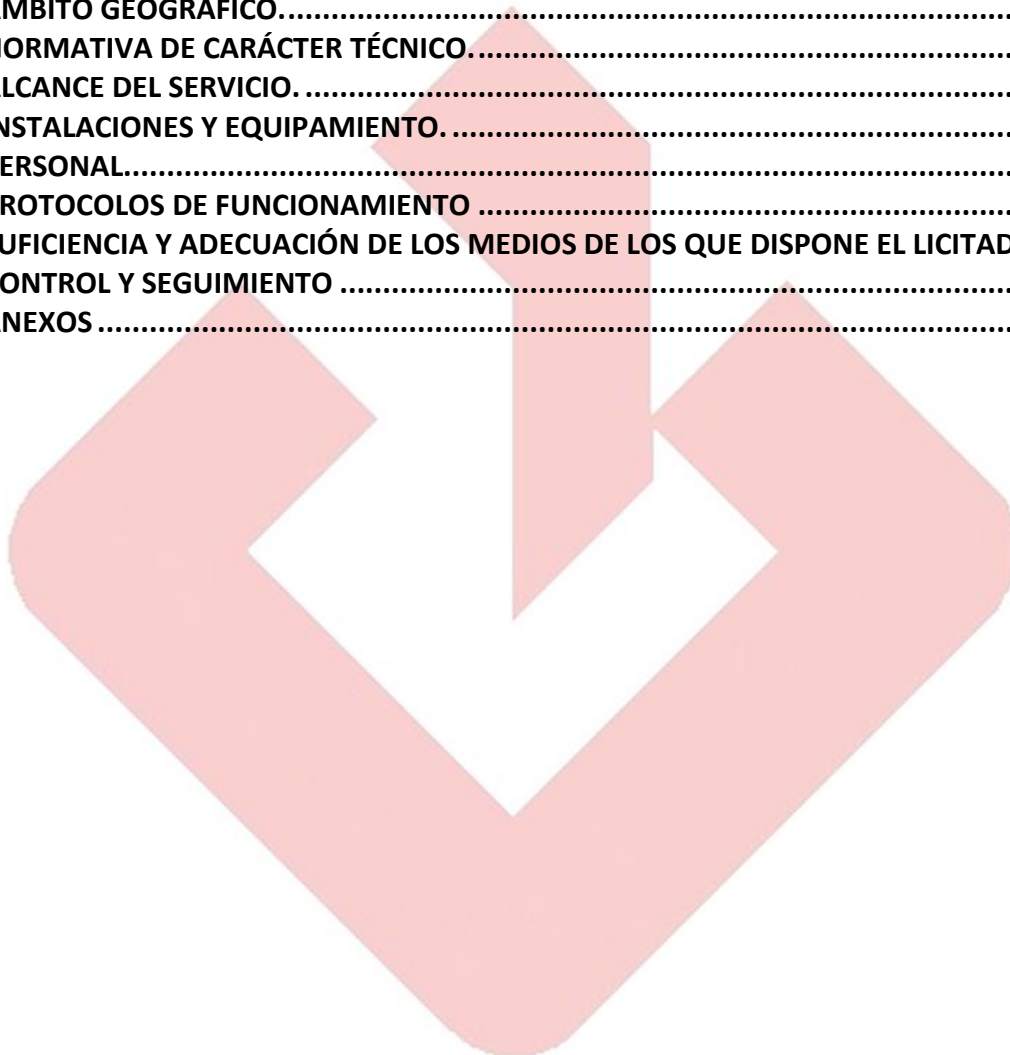 MBITO GEOGRÁFICO.
ORMATIVA DE CARÁCTER TÉCNICO.
LCANCE DEL SERVICIO.
NSTALACIONES Y EQUIPAMIENTO.
ERSONAL.
ROTOCOLOS DE FUNCIONAMIENTO
UFICIENCIA Y ADECUACIÓN DE LOS MEDIOS DE LOS QUE DISPONE EL LICITAD
ONTROL Y SEGUIMIENTO
NEXOS